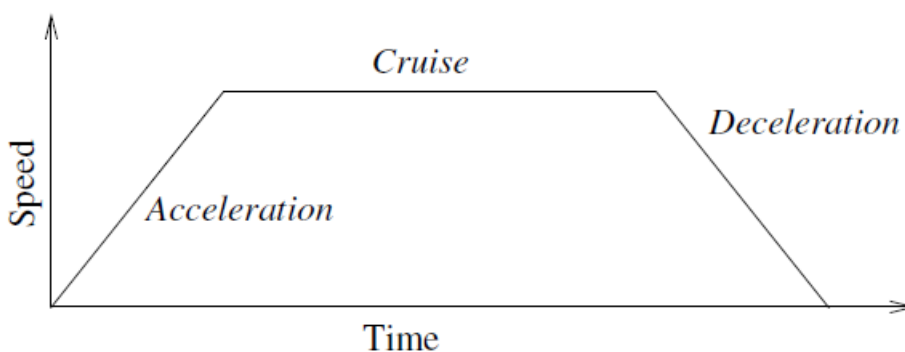 Cruise
Deceleration
Speed
Acceleration
Time